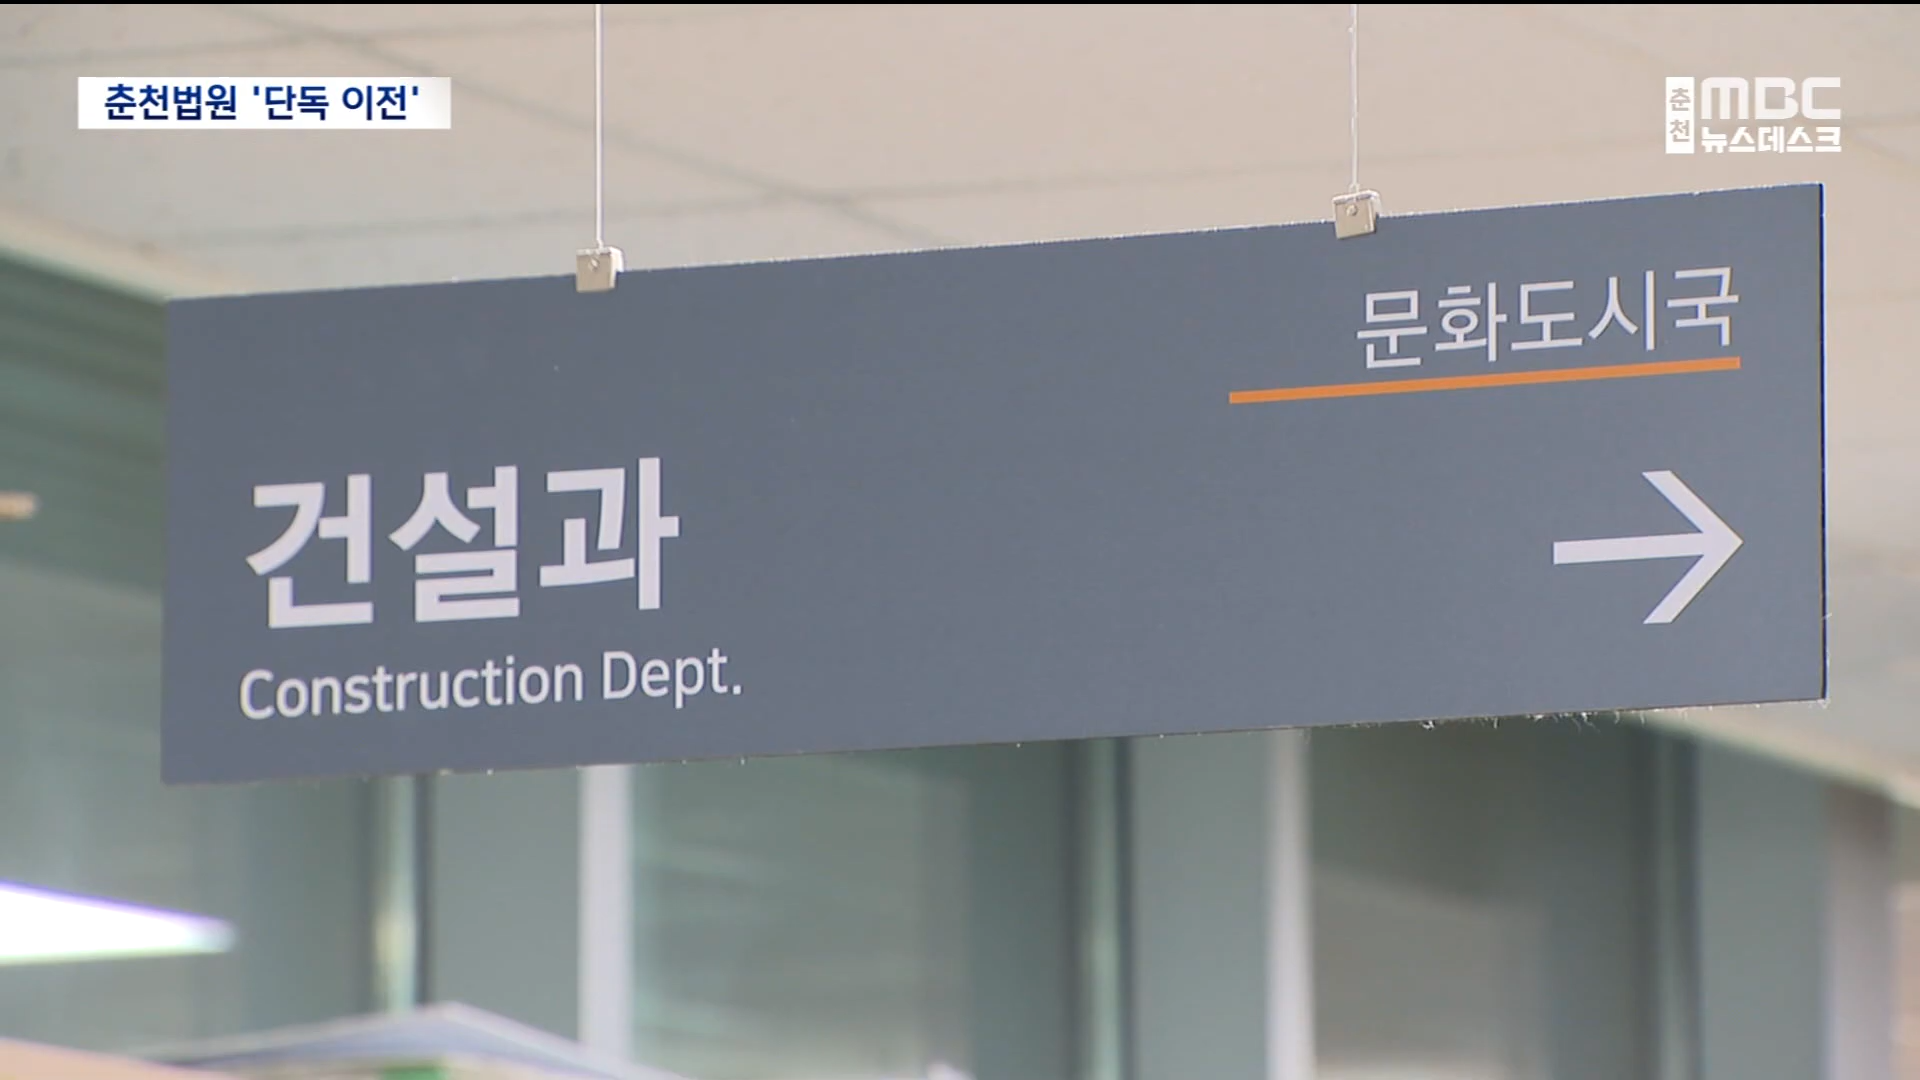 춘천법원 '단독 이전'
춘천
MBC
뉴스데스크
문화도시국
건설과
Construction Dept.